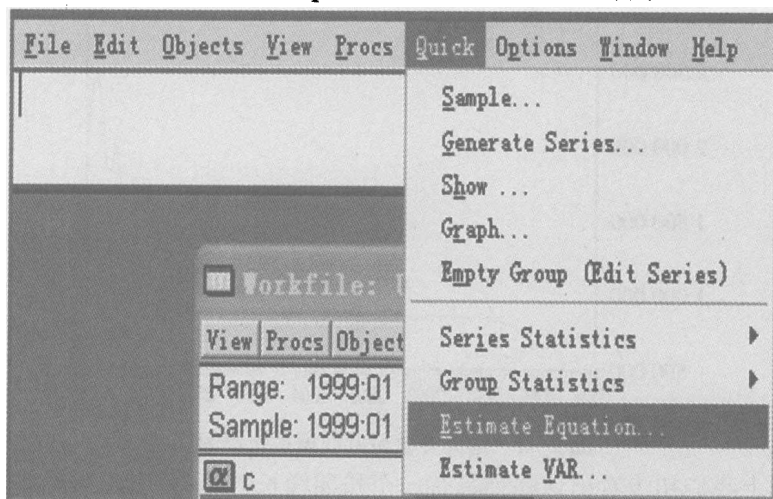 File Edit Objects View Procs Quick Options Window Help
Sample...
Generate Series...
Show ...
Graph...
Empty Group (Edit Series)
Series Statistics
Group Statistics
Estimate Equation...
Estimate VAR...
Workfile:
View Procs Object
Range: 1999:01
Sample: 1999:01
α c